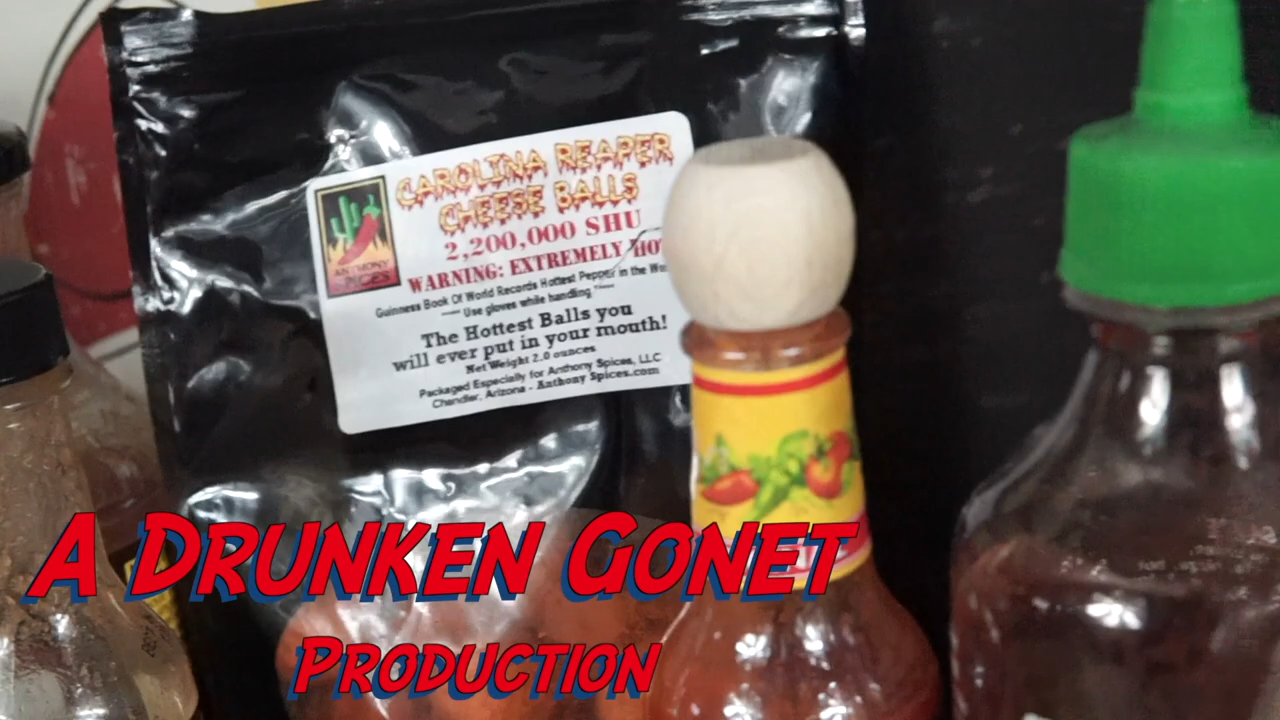 CAROLINA REAPER
CHEESE BALLS
2,200,000 SHU
WARNING: EXTREMELY HO
Guinness Book Of World Records Hottest Pepper in the Wo
Use gloves while handling
The Hottest Balls you
will ever put in your mouth!
Net Weight 2.0 ounces
Packaged Especially for Anthony Spices, LLC
Chandler, Arizona - Anthony Spices.com
ANTHONY
SPICES
A DRUNKEN GONET
PRODUCTION